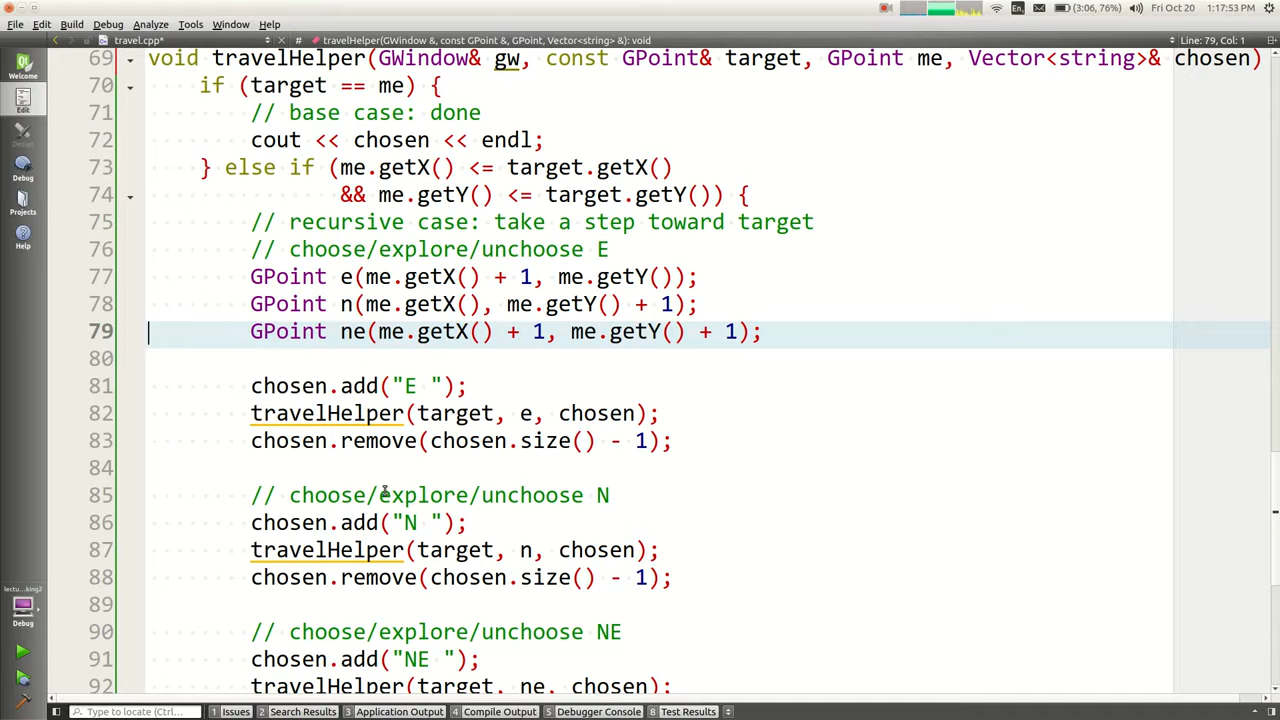 (3:06, 76%) Fri Oct 20 1:17:53 PM
File Edit Build Debug Analyze Tools Window Help
travel.cpp* # travelHelper(GWindow &, const GPoint &, GPoint, Vector<string> &): void Line: 79, Col: 1
Welcome
Edit
Design
Debug
Projects
Help
69 void travelHelper(GWindow& gw, const GPoint& target, GPoint me, Vector<string>& chosen)
70 if (target == me) {
71 // base case: done
72 cout << chosen << endl;
73 } else if (me.getX() <= target.getX()
74 && me.getY() <= target.getY()) {
75 // recursive case: take a step toward target
76 // choose/explore/unchoose E
77 GPoint e(me.getX() + 1, me.getY());
78 GPoint n(me.getX(), me.getY() + 1);
79 GPoint ne(me.getX() + 1, me.getY() + 1);
80
81 chosen.add("E ");
82 travelHelper(target, e, chosen);
83 chosen.remove(chosen.size() - 1);
84
85 // choose/explore/unchoose N
86 chosen.add("N ");
87 travelHelper(target, n, chosen);
88 chosen.remove(chosen.size() - 1);
89
90 // choose/explore/unchoose NE
91 chosen.add("NE ");
92 travelHelper(target, ne, chosen);
lectu...king2
Debug
Type to locate (Ctrl+... 1 Issues 2 Search Results 3 Application Output 4 Compile Output 5 Debugger Console 8 Test Results